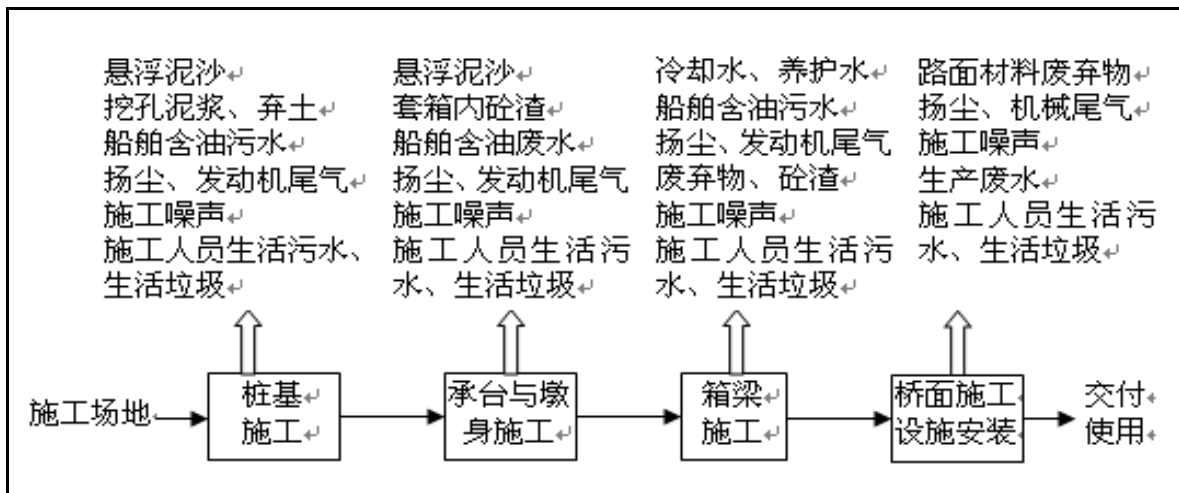 悬浮泥沙
挖孔泥浆、弃土
船舶含油污水
扬尘、发动机尾气
施工噪声
施工人员生活污水、
生活垃圾
悬浮泥沙
套箱内砼渣
船舶含油废水
扬尘、发动机尾气
施工噪声
施工人员生活污
水、生活垃圾
冷却水、养护水
船舶含油污水
扬尘、发动机尾气
废弃物、砼渣
施工噪声
施工人员生活污
水、生活垃圾
路面材料废弃物
扬尘、机械尾气
施工噪声
生产废水
施工人员生活污
水、生活垃圾
施工场地
桩基
施工
承台与墩
身施工
箱梁
施工
桥面施工
设施安装
交付
使用